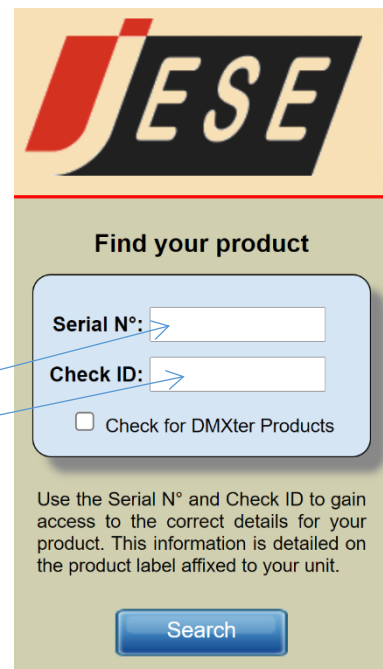 JESE
Find your product
Serial N°:
Check ID:
Check for DMXter Products
Use the Serial N° and Check ID to gain
access to the correct details for your
product. This information is detailed on
the product label affixed to your unit.
Search